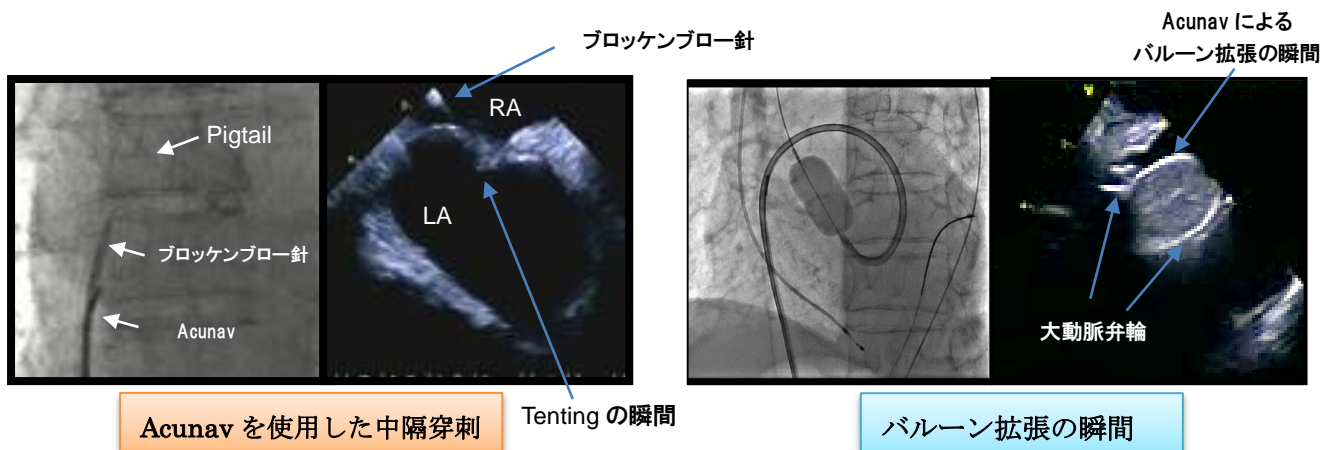 ブロッケンブロー針
RA
Pigtail
LA
ブロッケンブロー針
Acunav
Tenting の瞬間
Acunav を使用した中隔穿刺
Acunav による
バルーン拡張の瞬間
大動脈弁輪
バルーン拡張の瞬間